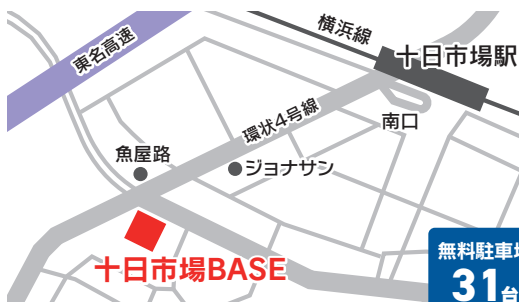 横浜線
東名高速
十日市場駅
環状4号線
南口
魚屋路
ジョナサン
十日市場BASE
無料駐車場
31台